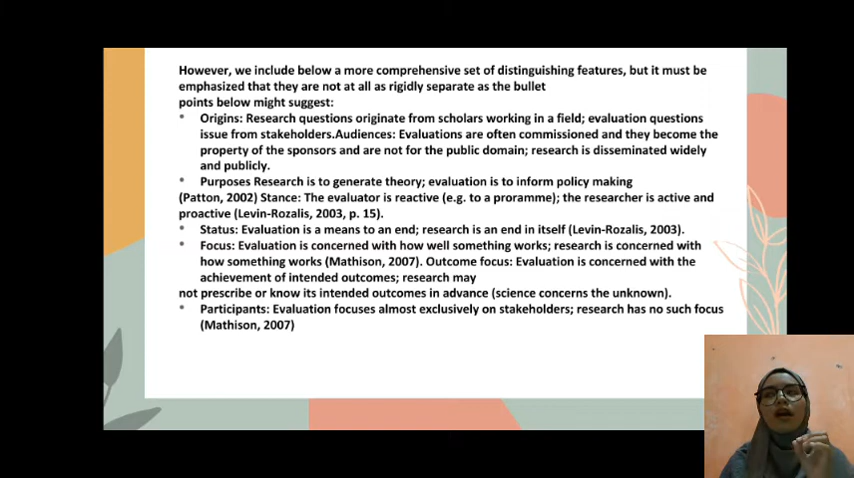 However, we include below a more comprehensive set of distinguishing features, but it must be
emphasized that they are not at all as rigidly separate as the bullet
points below might suggest:
• Origins: Research questions originate from scholars working in a field; evaluation questions
issue from stakeholders.Audiences: Evaluations are often commissioned and they become the
property of the sponsors and are not for the public domain; research is disseminated widely
and publicly.
• Purposes Research is to generate theory; evaluation is to inform policy making
(Patton, 2002) Stance: The evaluator is reactive (e.g. to a proramme); the researcher is active and
proactive (Levin-Rozalis, 2003, p. 15).
• Status: Evaluation is a means to an end; research is an end in itself (Levin-Rozalis, 2003).
• Focus: Evaluation is concerned with how well something works; research is concerned with
how something works (Mathison, 2007). Outcome focus: Evaluation is concerned with the
achievement of intended outcomes; research may
not prescribe or know its intended outcomes in advance (science concerns the unknown).
• Participants: Evaluation focuses almost exclusively on stakeholders; research has no such focus
(Mathison, 2007)